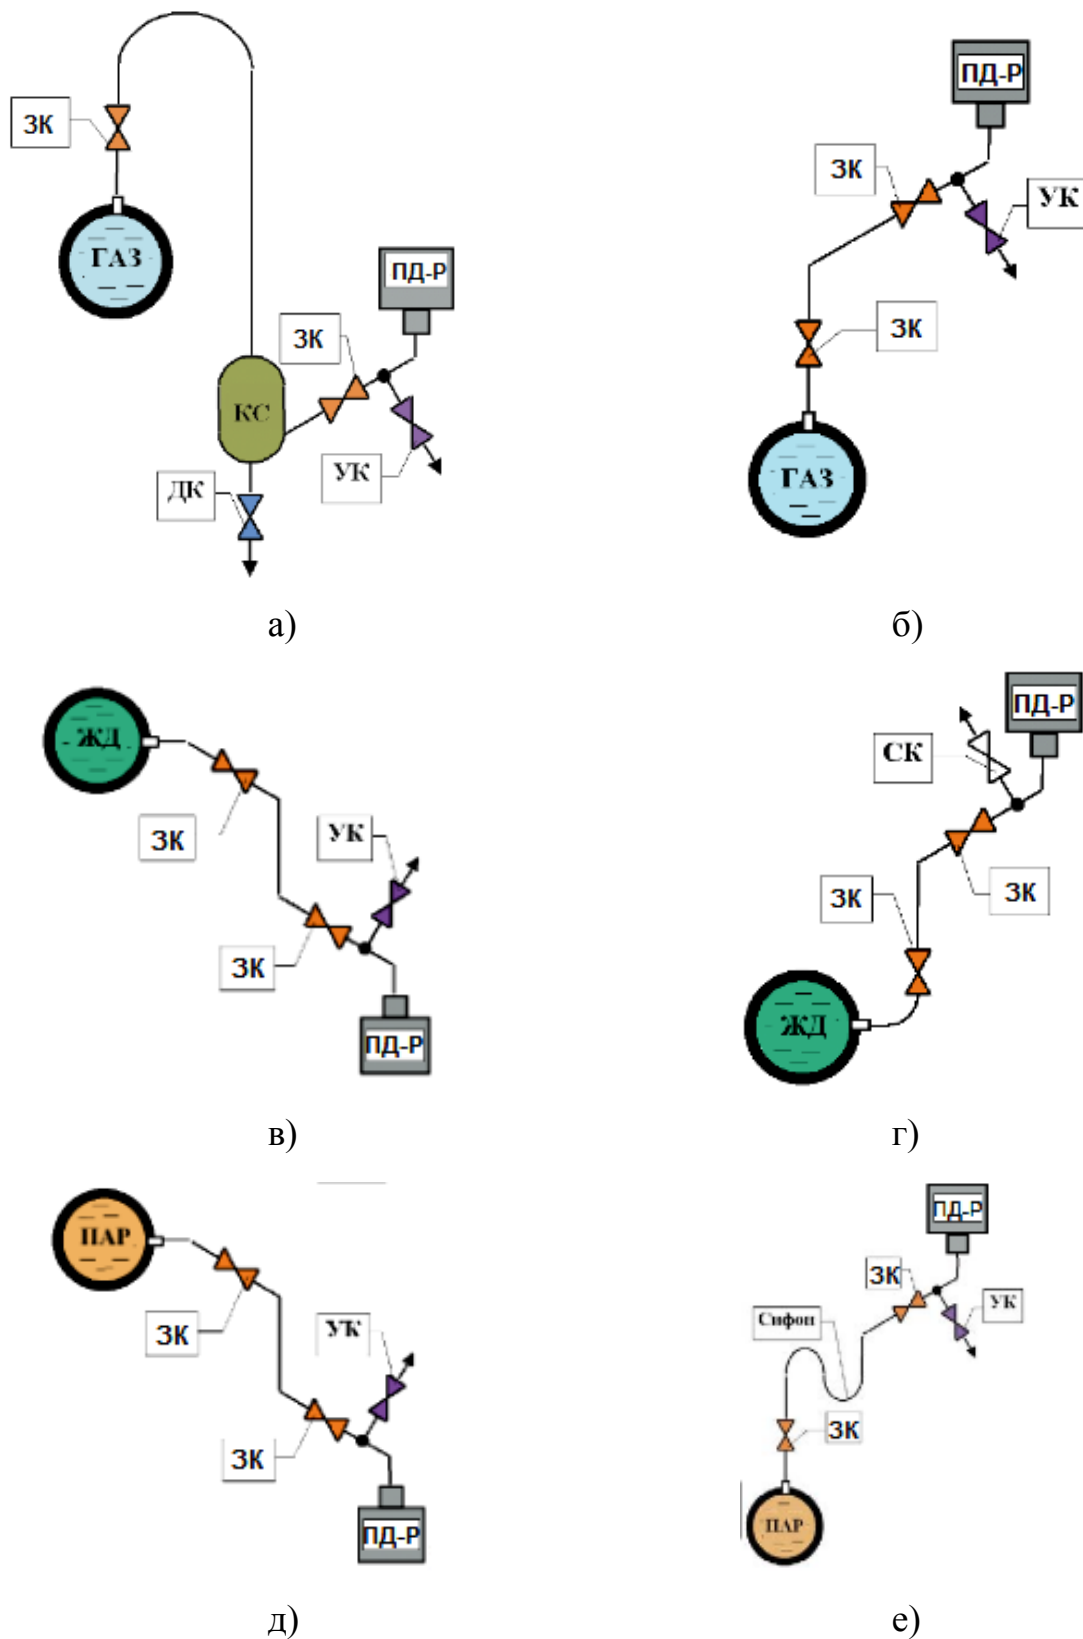 ЗК
ГАЗ
ПД-Р
ЗК
КС
УК
ДК
а)
ПД-Р
ЗК
УК
ЗК
ГАЗ
б)
ЖД
ЗК
УК
ЗК
ПД-Р
в)
ПД-Р
СК
ЗК
ЗК
ЖД
г)
ПАР
ЗК
УК
ЗК
ПД-Р
д)
ПД-Р
ЗК
УК
Сифон
ЗК
ПАР
е)